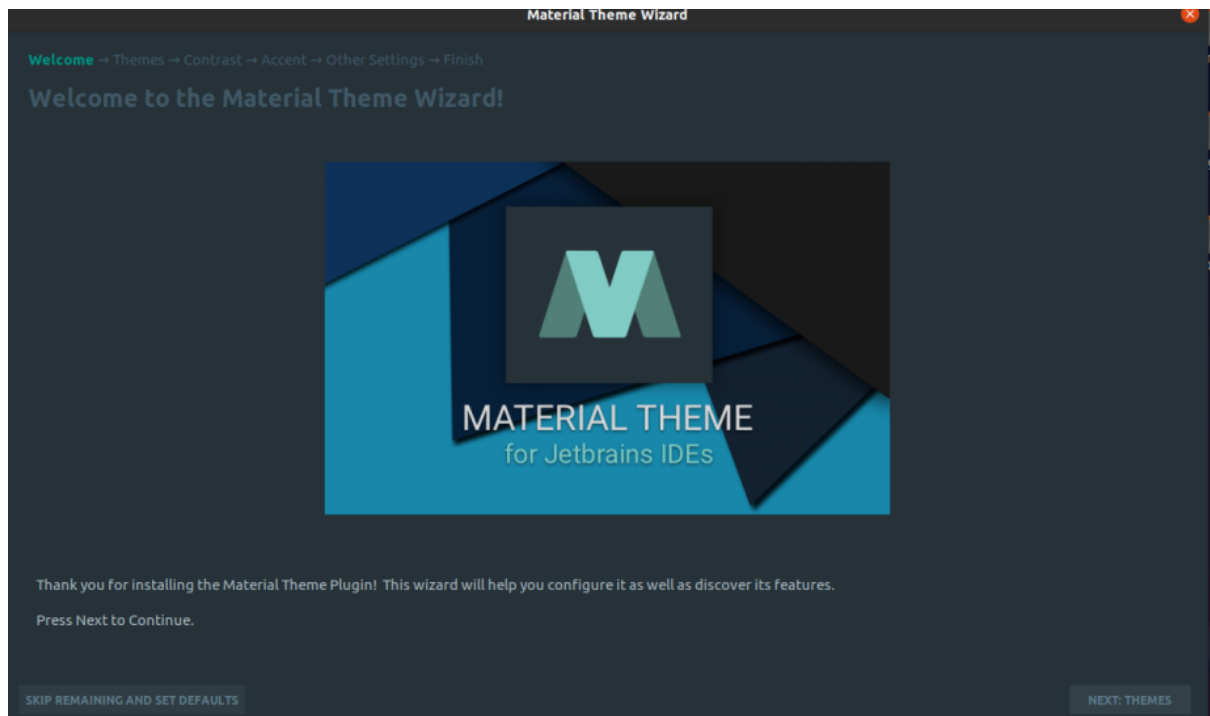 Material Theme Wizard
Welcome → Themes → Contrast → Accent → Other Settings → Finish
Welcome to the Material Theme Wizard!
MATERIAL THEME
for Jetbrains IDEs
Thank you for installing the Material Theme Plugin! This wizard will help you configure it as well as discover its features.
Press Next to Continue.
SKIP REMAINING AND SET DEFAULTS
NEXT: THEMES